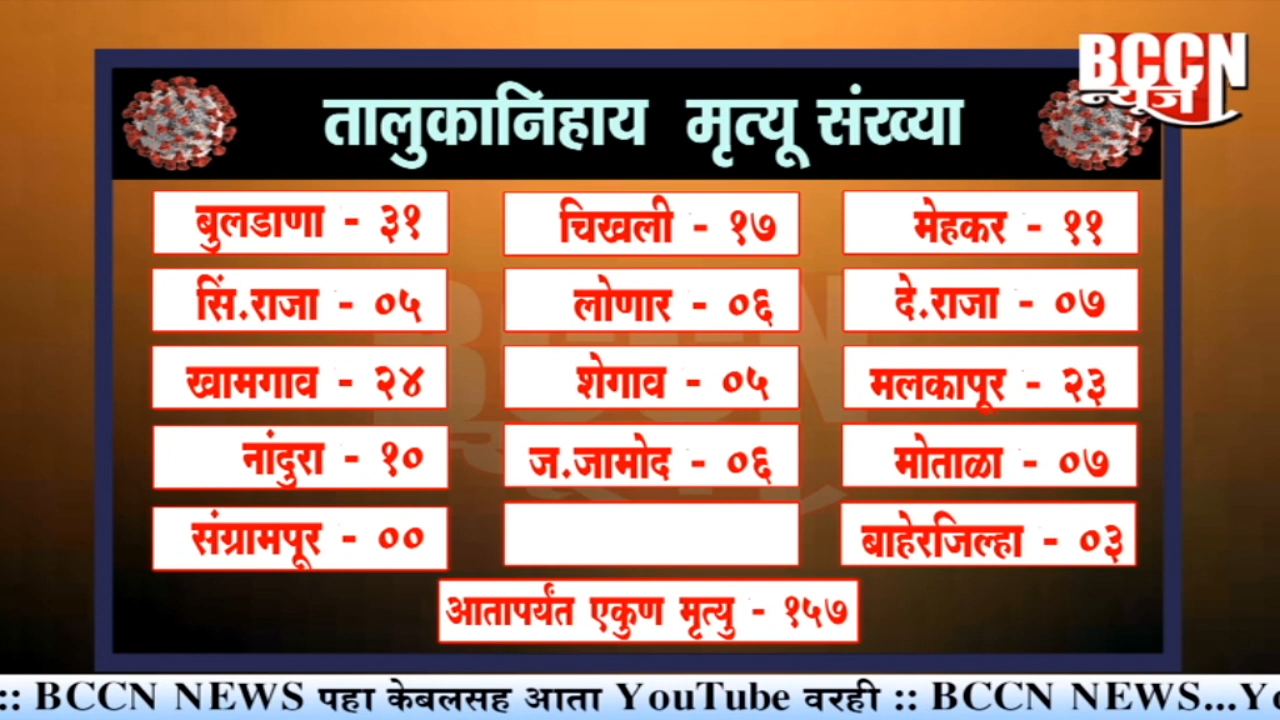 BCCN
न्यूज
तालुकानिहाय मृत्यू संख्या
बुलडाणा - ३१
चिखली - १७
मेहकर - ११
सिं.राजा - ०५
लोणार - ०६
दे.राजा - ०७
खामगाव - २४
शेगाव - ०५
मलकापूर - २३
नांदुरा - १०
ज.जामोद - ०६
मोताळा - ०७
संग्रामपूर - ००
बाहेरजिल्हा - ०३
आतापर्यंत एकुण मृत्यु - १५७
:: BCCN NEWS पहा केबलसह आता YouTube वरही :: BCCN NEWS...Yo